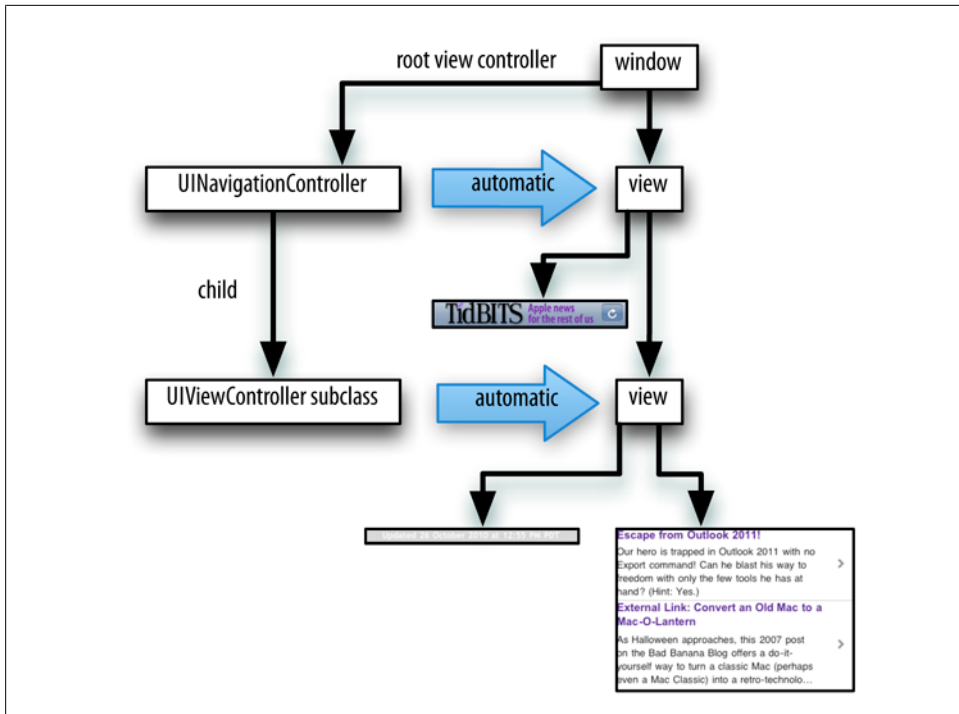 root view controller
window
UINavigationController
automatic
view
child
TidBITS
Apple news
for the rest of us
UIViewController subclass
automatic
view
Updated 26 October 2010 at 12:55 PM PDT
Escape from Outlook 2011!
Our hero is trapped in Outlook 2011 with no
Export command! Can he blast his way to
freedom with only the few tools he has at
hand? (Hint: Yes.)
External Link: Convert an Old Mac to a
Mac-O-Lantern
As Halloween approaches, this 2007 post
on the Bad Banana Blog offers a do-it-
yourself way to turn a classic Mac (perhaps
even a Mac Classic) into a retro-technolo...